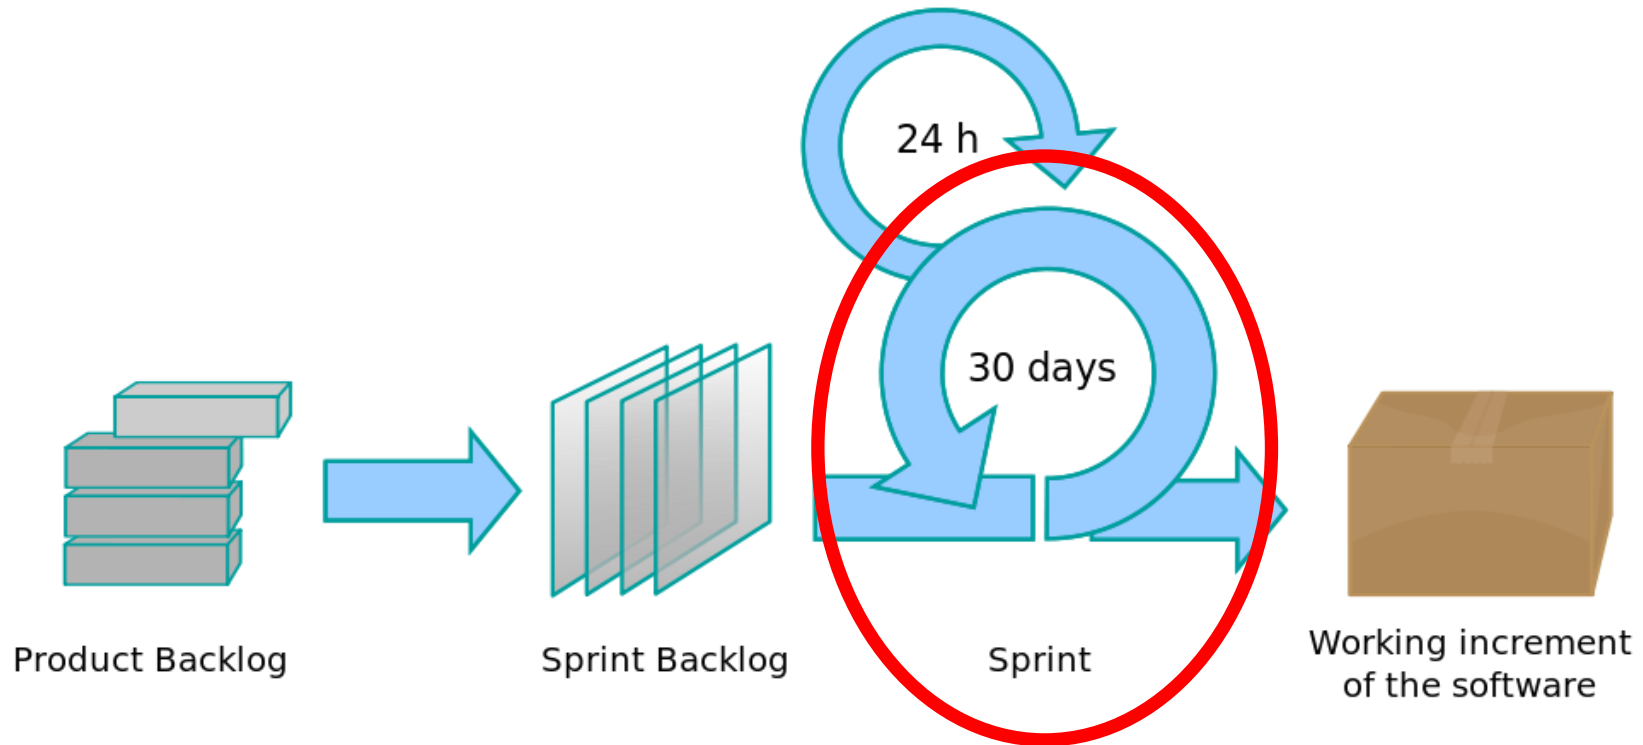 24 h
30 days
Product Backlog
Sprint Backlog
Sprint
Working increment
of the software